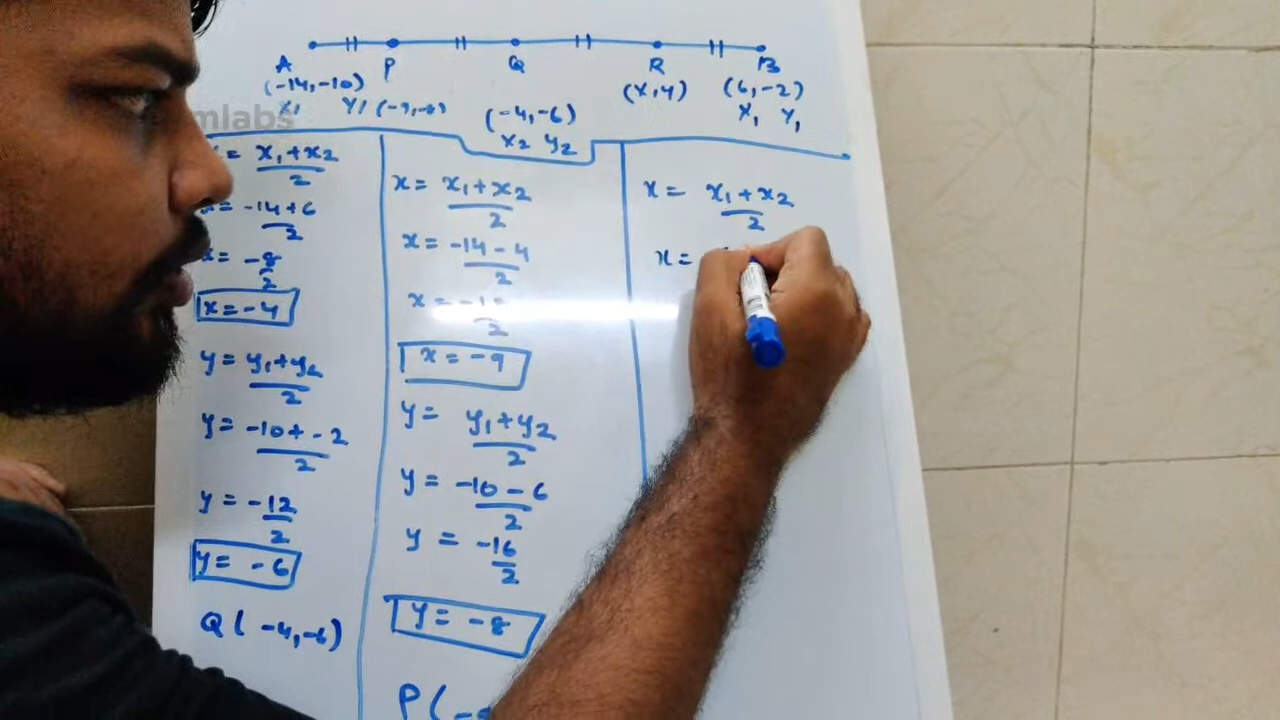 A P Q R B
(-14,-10) (-9,-8) (-4,-6) (x,y) (6,-2)
x1 y1 x2 y2 x1 y1
mlabs
= x1+x2/2
= -14+6/2
= -8/2
x=-4
y= y1+y2/2
y= -10+-2/2
y= -12/2
y= -6
Q(-4,-6)
x= x1+x2/2
x= -14-4/2
x= /2
x=-9
y= y1+y2/2
y= -10-6/2
y= -16/2
y= -8
P(
x= x1+x2/2
x=